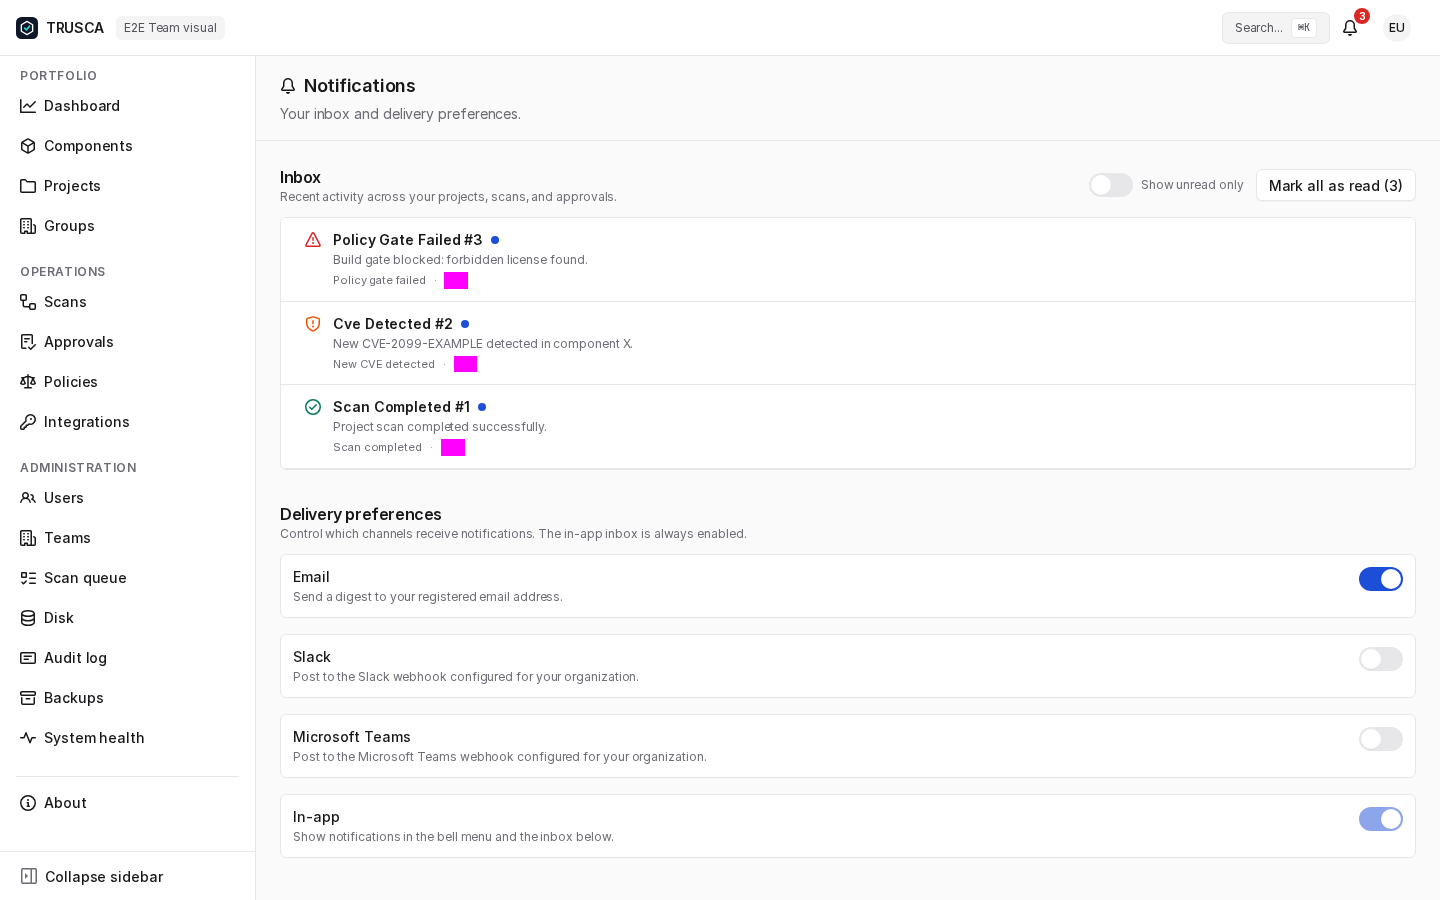 TRUSCA
E2E Team visual
Search...
⌘K
3
EU
PORTFOLIO
Dashboard
Components
Projects
Groups
OPERATIONS
Scans
Approvals
Policies
Integrations
ADMINISTRATION
Users
Teams
Scan queue
Disk
Audit log
Backups
System health
About
Collapse sidebar
Notifications
Your inbox and delivery preferences.
Inbox
Recent activity across your projects, scans, and approvals.
Show unread only
Mark all as read (3)
Policy Gate Failed #3
Build gate blocked: forbidden license found.
Policy gate failed ·
Cve Detected #2
New CVE-2099-EXAMPLE detected in component X.
New CVE detected ·
Scan Completed #1
Project scan completed successfully.
Scan completed ·
Delivery preferences
Control which channels receive notifications. The in-app inbox is always enabled.
Email
Send a digest to your registered email address.
Slack
Post to the Slack webhook configured for your organization.
Microsoft Teams
Post to the Microsoft Teams webhook configured for your organization.
In-app
Show notifications in the bell menu and the inbox below.